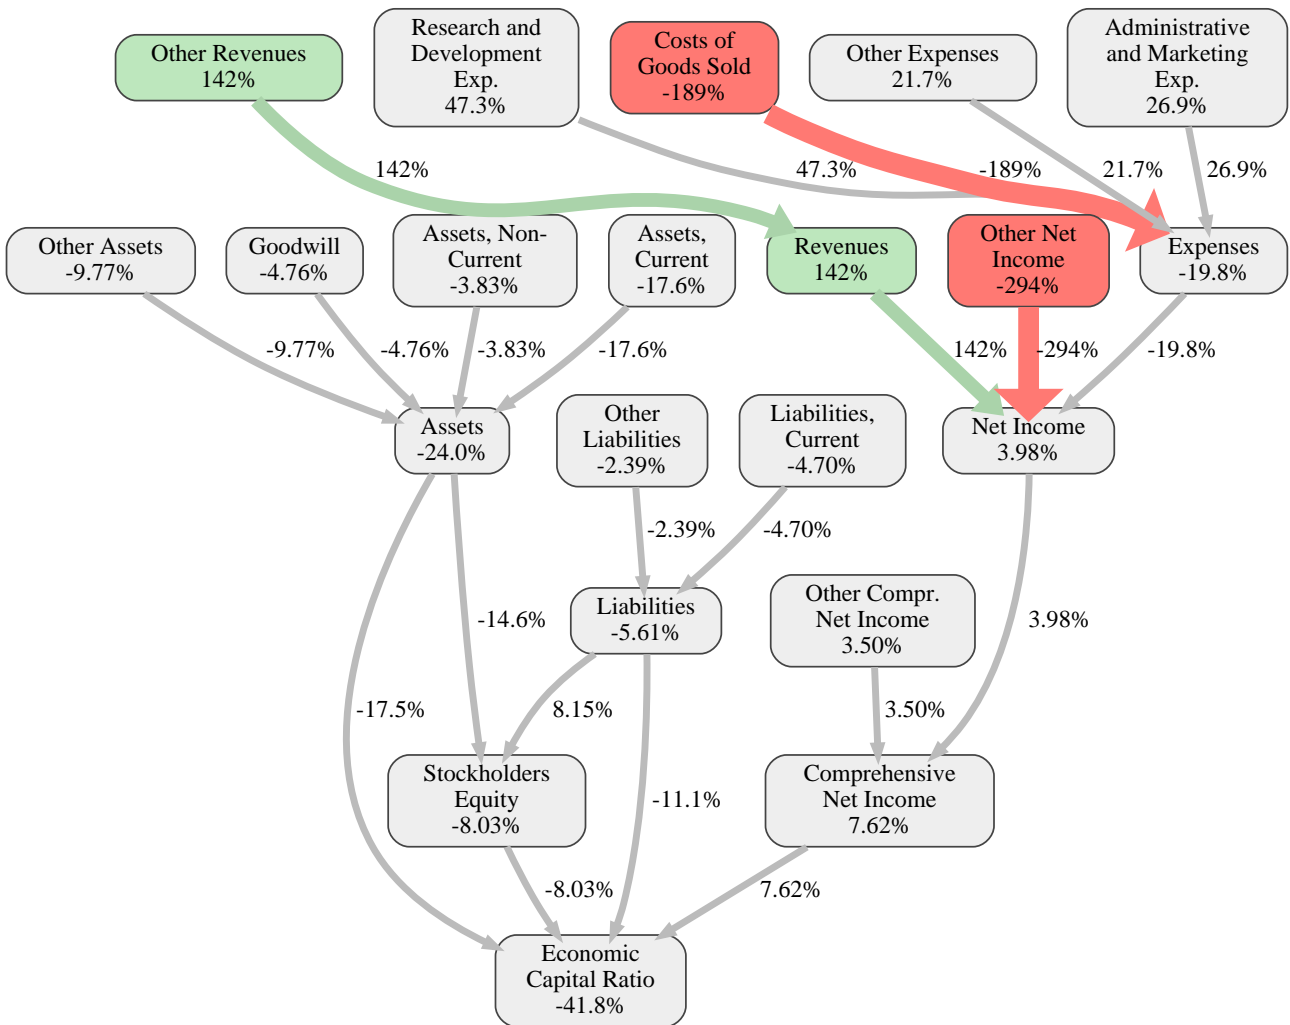 Other Revenues
142%
Research and
Development
Exp.
47.3%
Costs of
Goods Sold
-189%
Other Expenses
21.7%
Administrative
and Marketing
Exp.
26.9%
142%
47.3%
-189%
21.7%
26.9%
Other Assets
-9.77%
Goodwill
-4.76%
Assets, Non-
Current
-3.83%
Assets,
Current
-17.6%
Revenues
142%
Other Net
Income
-294%
Expenses
-19.8%
-9.77%
-4.76%
-3.83%
-17.6%
142%
-294%
-19.8%
Assets
-24.0%
Other
Liabilities
-2.39%
Liabilities,
Current
-4.70%
Net Income
3.98%
-2.39%
-4.70%
Liabilities
-5.61%
Other Compr.
Net Income
3.50%
-14.6%
3.98%
-17.5%
8.15%
3.50%
Stockholders
Equity
-8.03%
-11.1%
Comprehensive
Net Income
7.62%
-8.03%
7.62%
Economic
Capital Ratio
-41.8%